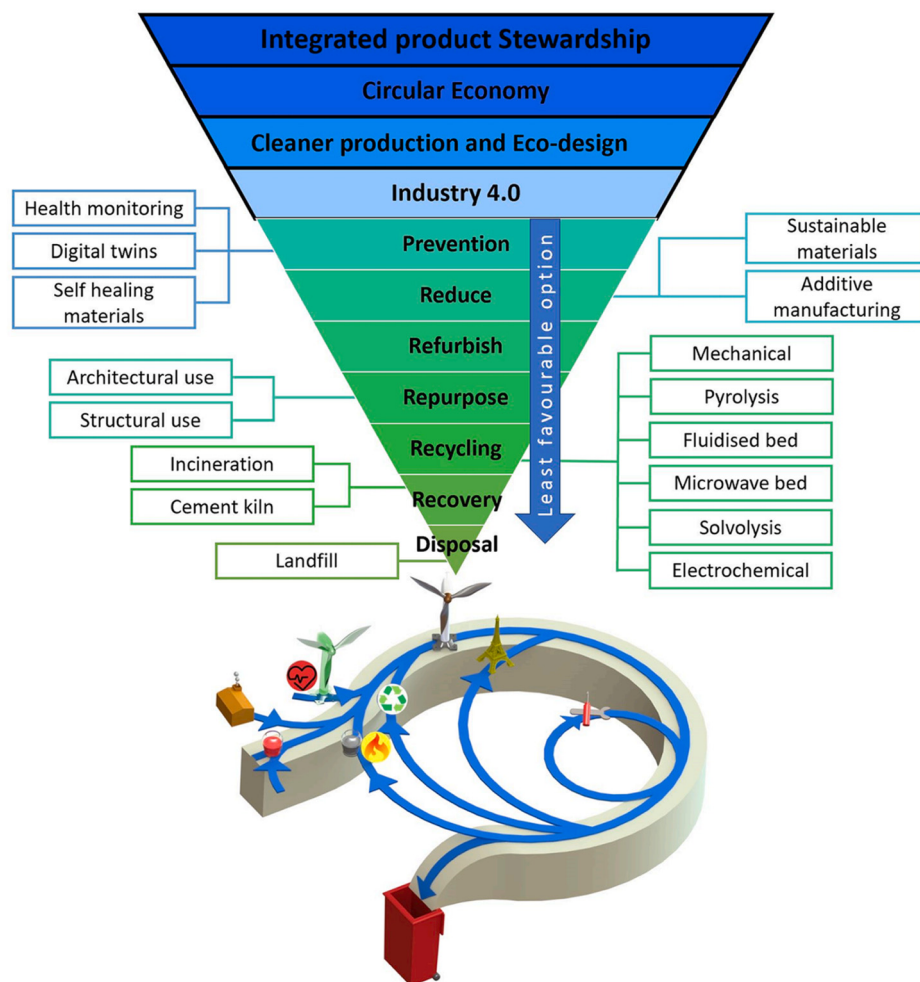 Integrated product Stewardship
Circular Economy
Cleaner production and Eco-design
Industry 4.0
Health monitoring
Digital twins
Self healing
materials
Prevention
Reduce
Refurbish
Repurpose
Recycling
Recovery
Disposal
Least favourable option
Sustainable
materials
Additive
manufacturing
Architectural use
Structural use
Incineration
Cement kiln
Landfill
Mechanical
Pyrolysis
Fluidised bed
Microwave bed
Solvolysis
Electrochemical